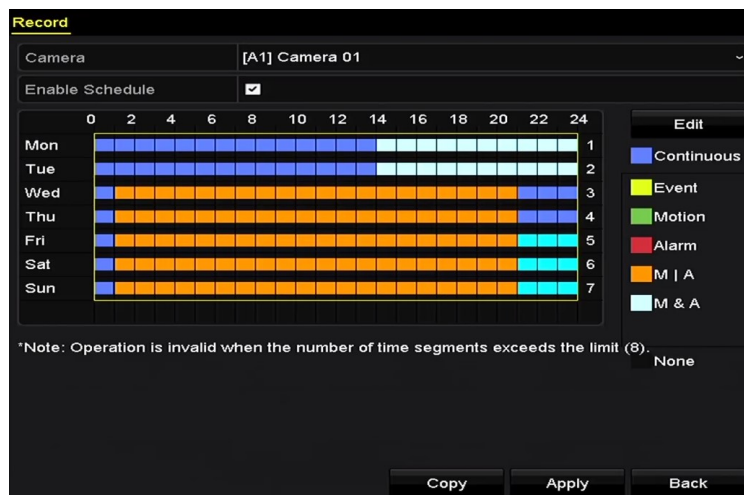 Record
Camera [A1] Camera 01
Enable Schedule
0 2 4 6 8 10 12 14 16 18 20 22 24
Edit
Mon 1
Continuous
Tue 2
Wed 3
Event
Thu 4
Motion
Fri 5
Alarm
Sat 6
M | A
Sun 7
M & A
*Note: Operation is invalid when the number of time segments exceeds the limit (8).
None
Copy Apply Back